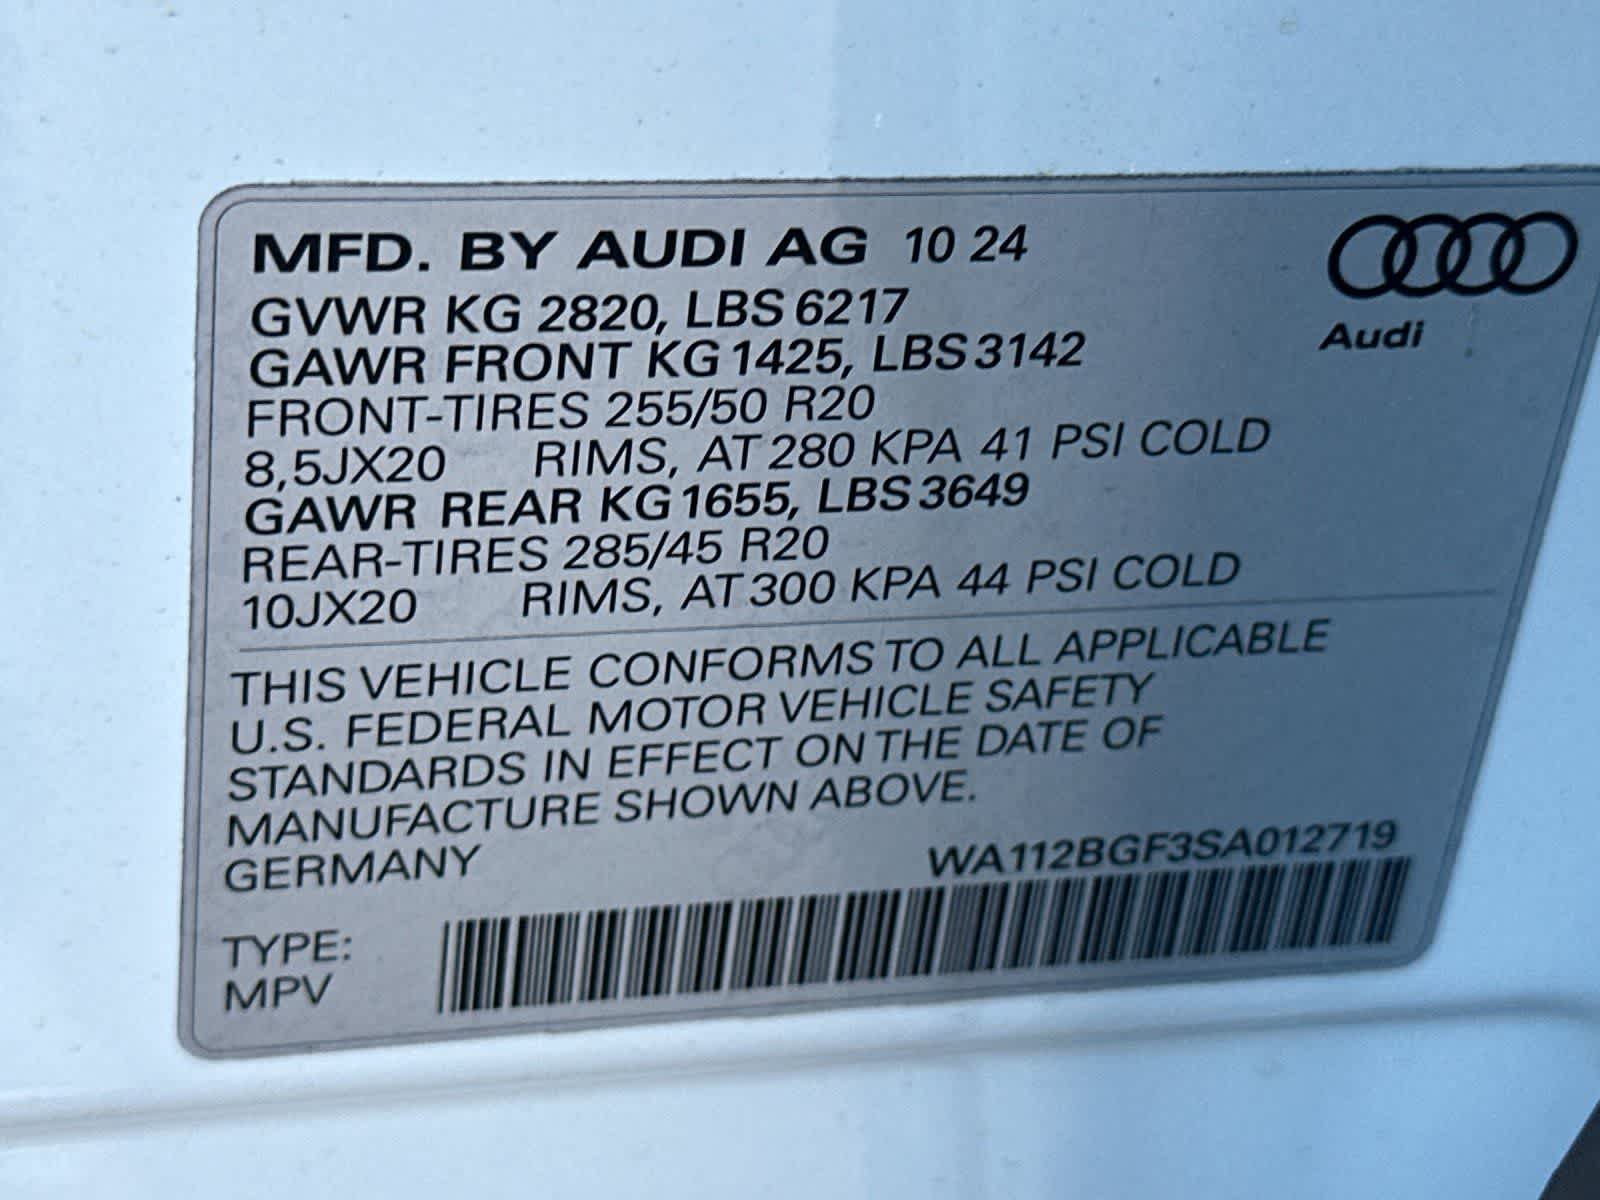 MFD. BY AUDI AG 10 24
GVWR KG 2820, LBS 6217
GAWR FRONT KG 1425, LBS 3142
FRONT-TIRES 255/50 R20
8,5JX20 RIMS, AT 280 KPA 41 PSI COLD
GAWR REAR KG 1655, LBS 3649
REAR-TIRES 285/45 R20
10JX20 RIMS, AT 300 KPA 44 PSI COLD
Audi
THIS VEHICLE CONFORMS TO ALL APPLICABLE
U.S. FEDERAL MOTOR VEHICLE SAFETY
STANDARDS IN EFFECT ON THE DATE OF
MANUFACTURE SHOWN ABOVE.
GERMANY WA112BGF3SA012719
TYPE:
MPV